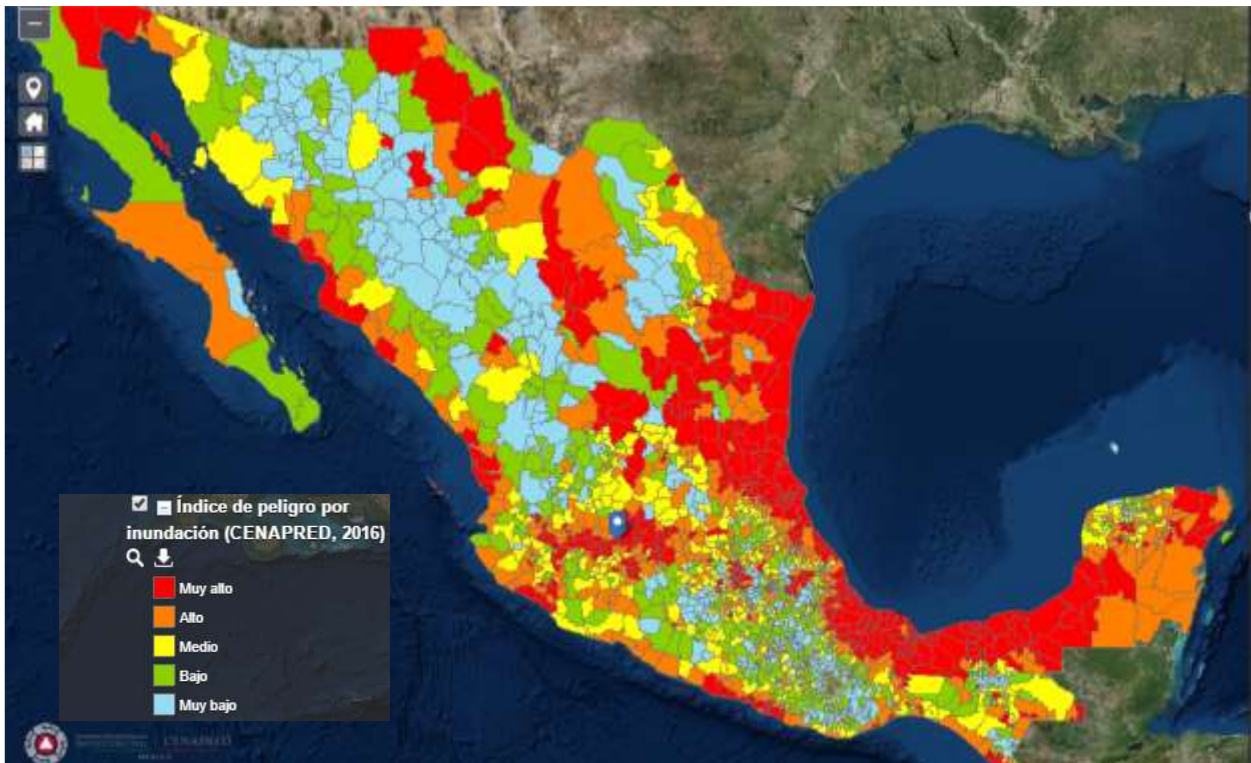 Índice de peligro por
inundación (CENAPRED, 2016)
Muy alto
Alto
Medio
Bajo
Muy bajo
CENAPRED